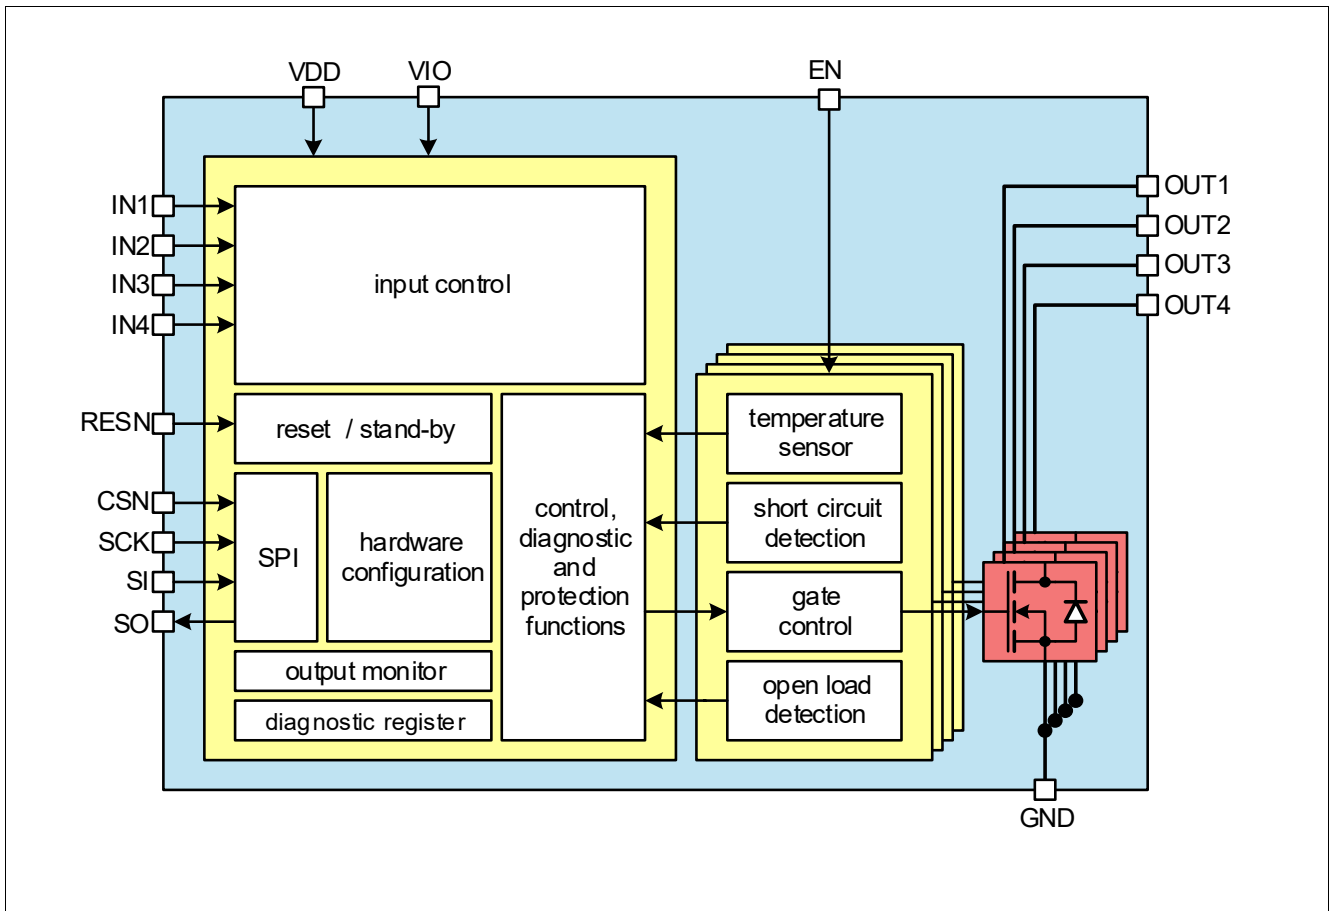 VDD
VIO
EN
IN1
IN2
IN3
IN4
input control
OUT1
OUT2
OUT3
OUT4
RESN
reset / stand-by
CSN
SCK
SI
SO
SPI
hardware
configuration
control,
diagnostic
and
protection
functions
output monitor
diagnostic register
temperature
sensor
short circuit
detection
gate
control
open load
detection
GND